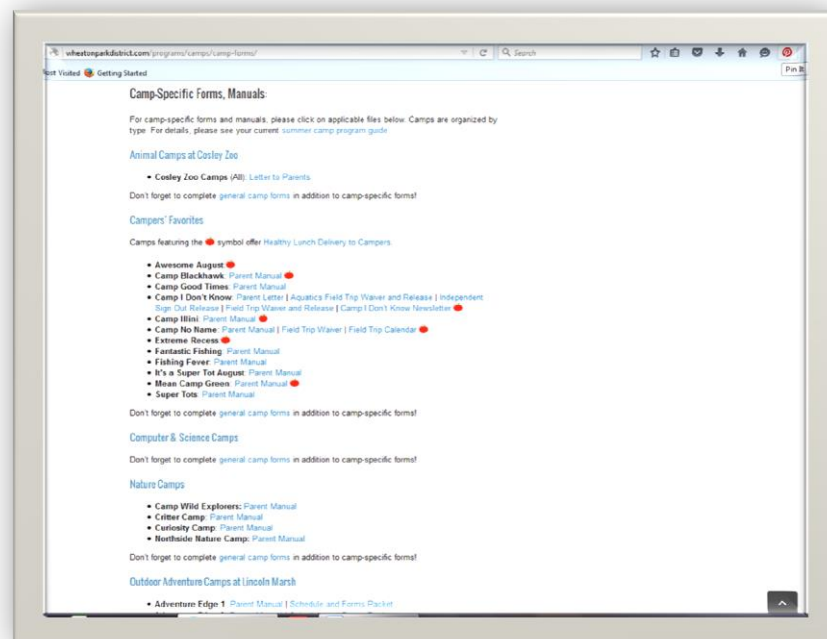 wheatonparkdistrict.com/programs/camps/camp-forms/
Search
Pin It
ost Visited Getting Started
Camp-Specific Forms, Manuals:
For camp-specific forms and manuals, please click on applicable files below. Camps are organized by
type. For details, please see your current summer camp program guide
Animal Camps at Cosley Zoo
• Cosley Zoo Camps (All): Letter to Parents
Don't forget to complete general camp forms in addition to camp-specific forms!
Campers' Favorites
Camps featuring the symbol offer Healthy Lunch Delivery to Campers
• Awesome August
• Camp Blackhawk: Parent Manual
• Camp Good Times: Parent Manual
• Camp I Don't Know: Parent Letter | Aquatics Field Trip Waiver and Release | Independent
Sign Out Release | Field Trip Waiver and Release | Camp I Don't Know Newsletter
• Camp Illini: Parent Manual
• Camp No Name: Parent Manual | Field Trip Waiver | Field Trip Calendar
• Extreme Recess
• Fantastic Fishing: Parent Manual
• Fishing Fever: Parent Manual
• It's a Super Tot August: Parent Manual
• Mean Camp Green: Parent Manual
• Super Tots: Parent Manual
Don't forget to complete general camp forms in addition to camp-specific forms!
Computer & Science Camps
Don't forget to complete general camp forms in addition to camp-specific forms!
Nature Camps
• Camp Wild Explorers: Parent Manual
• Critter Camp: Parent Manual
• Curiosity Camp: Parent Manual
• Northside Nature Camp: Parent Manual
Don't forget to complete general camp forms in addition to camp-specific forms!
Outdoor Adventure Camps at Lincoln Marsh
• Adventure Edge 1: Parent Manual | Schedule and Forms Packet